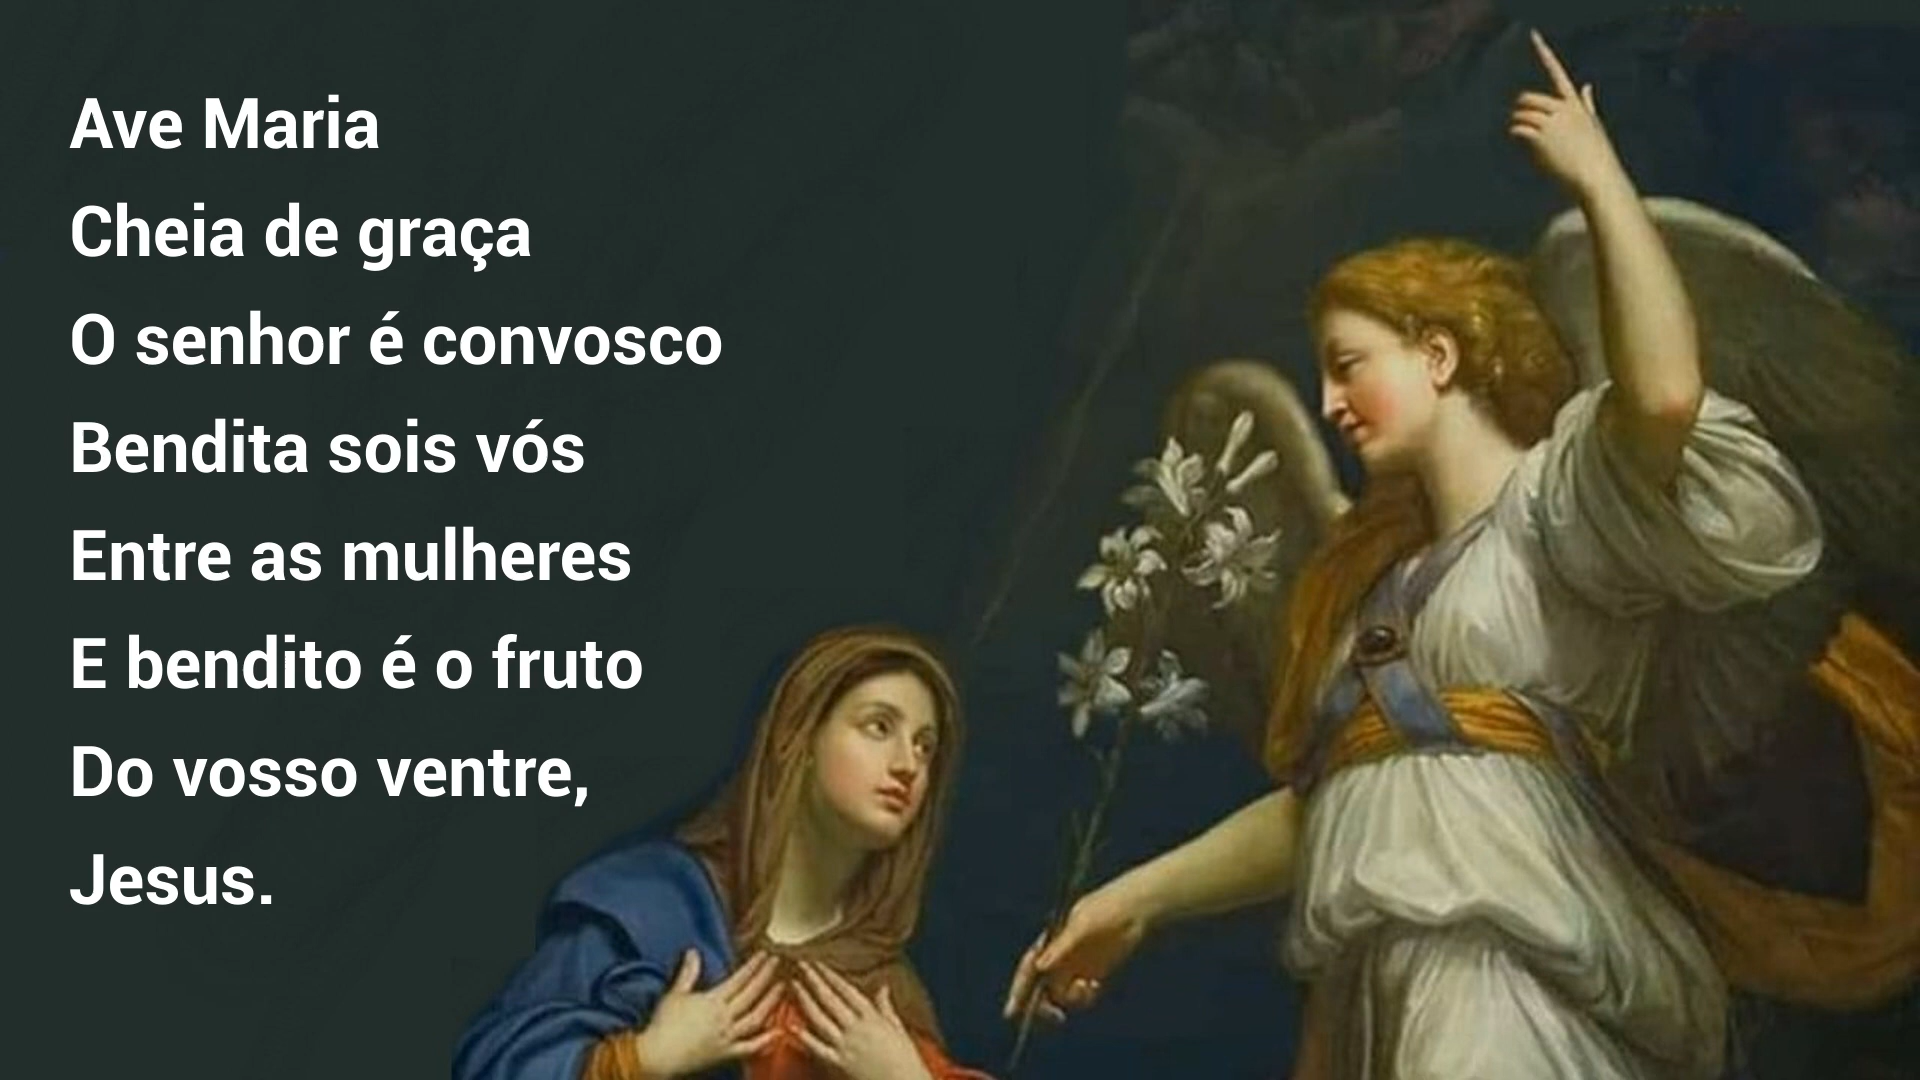 Ave Maria
Cheia de graça
O senhor é convosco
Bendita sois vós
Entre as mulheres
E bendito é o fruto
Do vosso ventre,
Jesus.